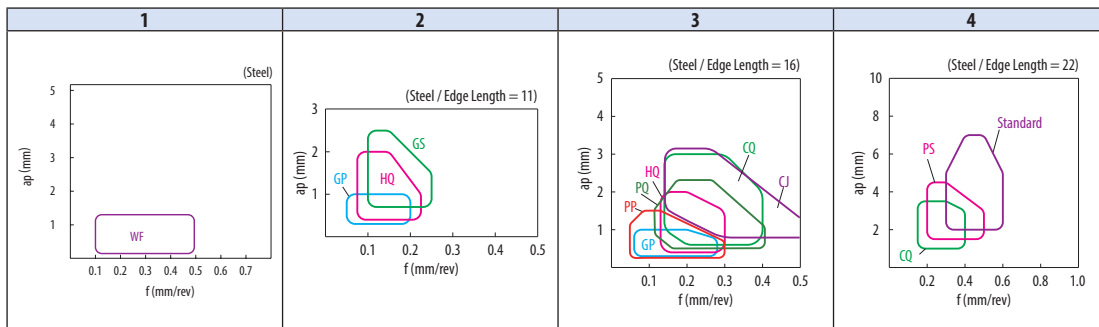 1
2
3
4
(Steel)
5
4
3
2
1
ap (mm)
WF
0.1 0.2 0.3 0.4 0.5 0.6 0.7
f (mm/rev)
(Steel / Edge Length = 11)
3
2
1
ap (mm)
GS
GP
HQ
0.1 0.2 0.3 0.4 0.5
f (mm/rev)
(Steel / Edge Length = 16)
5
4
3
2
1
ap (mm)
CQ
HQ
CJ
PQ
PP
GP
0.1 0.2 0.3 0.4 0.5
f (mm/rev)
(Steel / Edge Length = 22)
10
8
6
4
2
ap (mm)
Standard
PS
CQ
0.2 0.4 0.6 0.8 1.0
f (mm/rev)